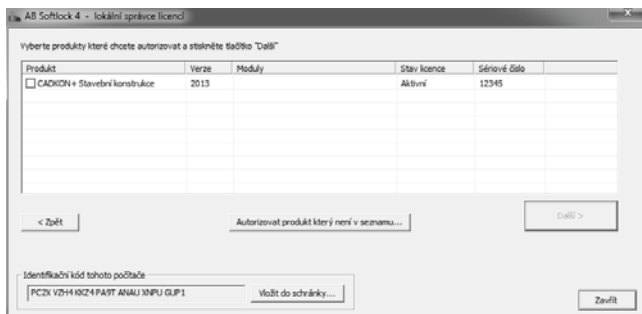 AB Softlock 4 - lokální správce licencí
Vyberte produkty které chcete autorizovat a stiskněte tlačítko "Další"
Produkt Verze Moduly Stav licence Sériové číslo
CADKON+ Stavební konstrukce 2013 Aktivní 12345
< Zpět Autorizovat produkt který není v seznamu... Další >
Identifikační kód tohoto počítače
PC2X VZH4 KKZ4 PA9T ANAU XNPU GUP1 Vložit do schránky... Zavřít